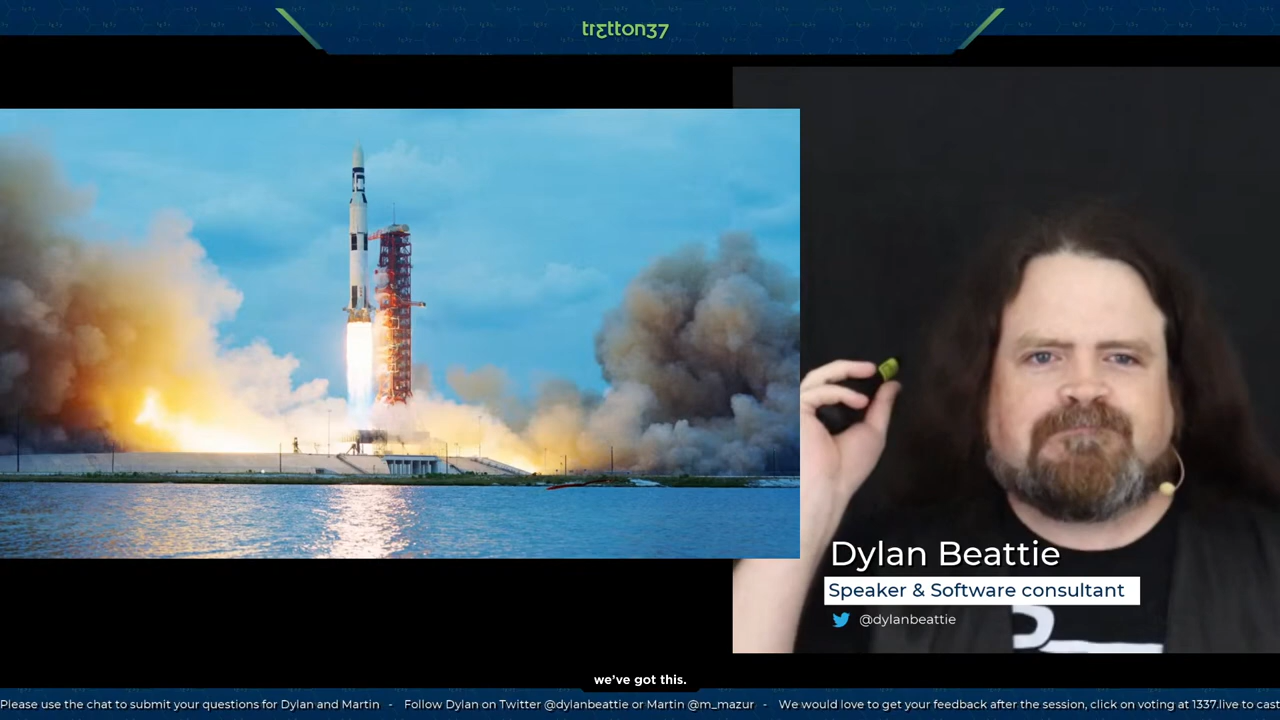 tretton37
Dylan Beattie
Speaker & Software consultant
@dylanbeattie
we've got this.
Please use the chat to submit your questions for Dylan and Martin - Follow Dylan on Twitter @dylanbeattie or Martin @m_mazur - We would love to get your feedback after the session, click on voting at 1337.live to cast